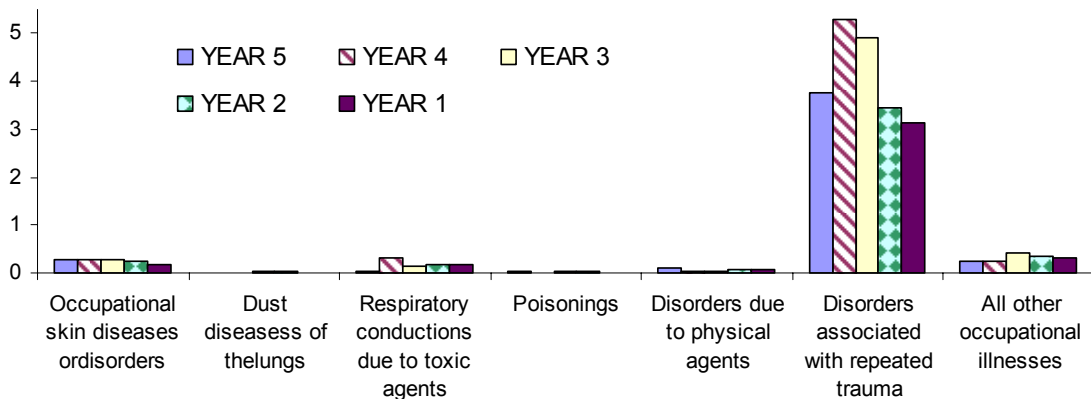 5
4
3
2
1
0
YEAR 5 YEAR 4 YEAR 3
YEAR 2 YEAR 1
Occupational
skin diseases
ordisorders
Dust
diseasess of
thelungs
Respiratory
conductions
due to toxic
agents
Poisonings
Disorders due
to physical
agents
Disorders
associated
with repeated
trauma
All other
occupational
illnesses